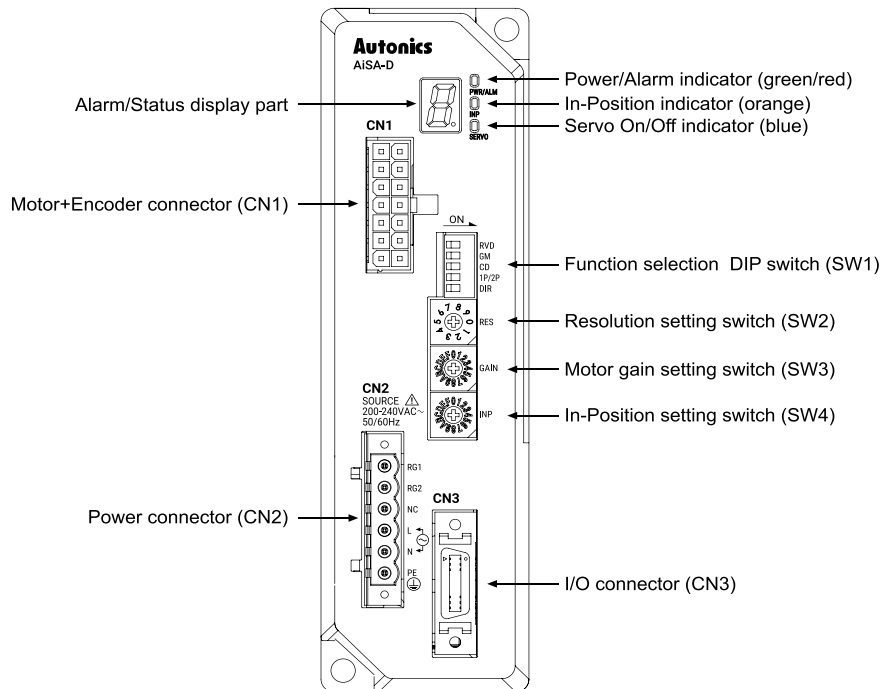 Autonics
AiSA-D
PWR/ALM
INP
SERVO
Power/Alarm indicator (green/red)
In-Position indicator (orange)
Servo On/Off indicator (blue)
Alarm/Status display part
CN1
Motor+Encoder connector (CN1)
ON
RVD
GM
CD
1P/2P
DIR
Function selection DIP switch (SW1)
RES
Resolution setting switch (SW2)
GAIN
Motor gain setting switch (SW3)
INP
In-Position setting switch (SW4)
CN2
SOURCE
200-240VAC~
50/60Hz
RG1
RG2
NC
L
N
PE
Power connector (CN2)
CN3
I/O connector (CN3)